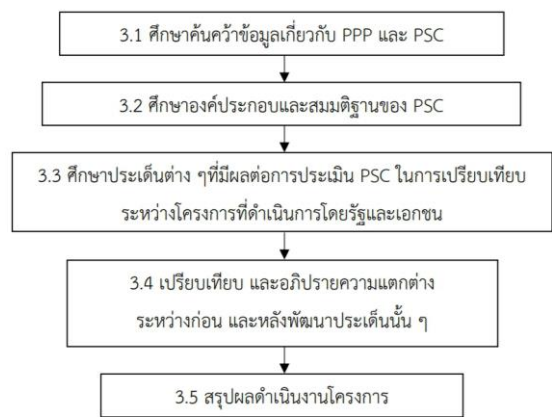 3.1 ศึกษาค้นคว้าข้อมูลเกี่ยวกับ PPP และ PSC
3.2 ศึกษาองค์ประกอบและสมมติฐานของ PSC
3.3 ศึกษาประเด็นต่าง ๆที่มีผลต่อการประเมิน PSC ในการเปรียบเทียบ
ระหว่างโครงการที่ดำเนินการโดยรัฐและเอกชน
3.4 เปรียบเทียบ และอภิปรายความแตกต่าง
ระหว่างก่อน และหลังพัฒนาประเด็นนั้น ๆ
3.5 สรุปผลดำเนินงานโครงการ